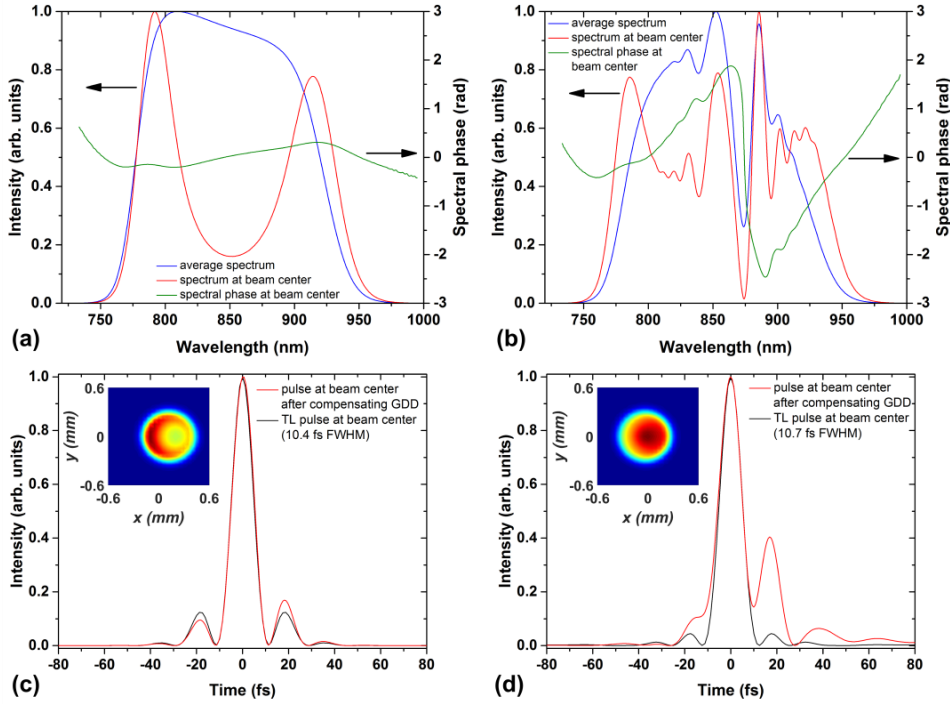 1.0
0.8
0.6
0.4
0.2
0.0
Intensity (arb. units)
3
2
1
0
-1
-2
-3
Spectral phase (rad)
average spectrum
spectrum at beam center
spectral phase at beam center
750 800 850 900 950 1000
Wavelength (nm)
(a)
1.0
0.8
0.6
0.4
0.2
0.0
Intensity (arb. units)
3
2
1
0
-1
-2
-3
Spectral phase (rad)
average spectrum
spectrum at beam center
spectral phase at
beam center
750 800 850 900 950 1000
Wavelength (nm)
(b)
1.0
0.8
0.6
0.4
0.2
0.0
Intensity (arb. units)
0.6
0
-0.6
y (mm)
-0.6 0 0.6
x (mm)
pulse at beam center
after compensating GDD
TL pulse at beam center
(10.4 fs FWHM)
-80 -60 -40 -20 0 20 40 60 80
Time (fs)
(c)
1.0
0.8
0.6
0.4
0.2
0.0
Intensity (arb. units)
0.6
0
-0.6
y (mm)
-0.6 0 0.6
x (mm)
pulse at beam center
after compensating GDD
TL pulse at beam center
(10.7 fs FWHM)
-80 -60 -40 -20 0 20 40 60 80
Time (fs)
(d)